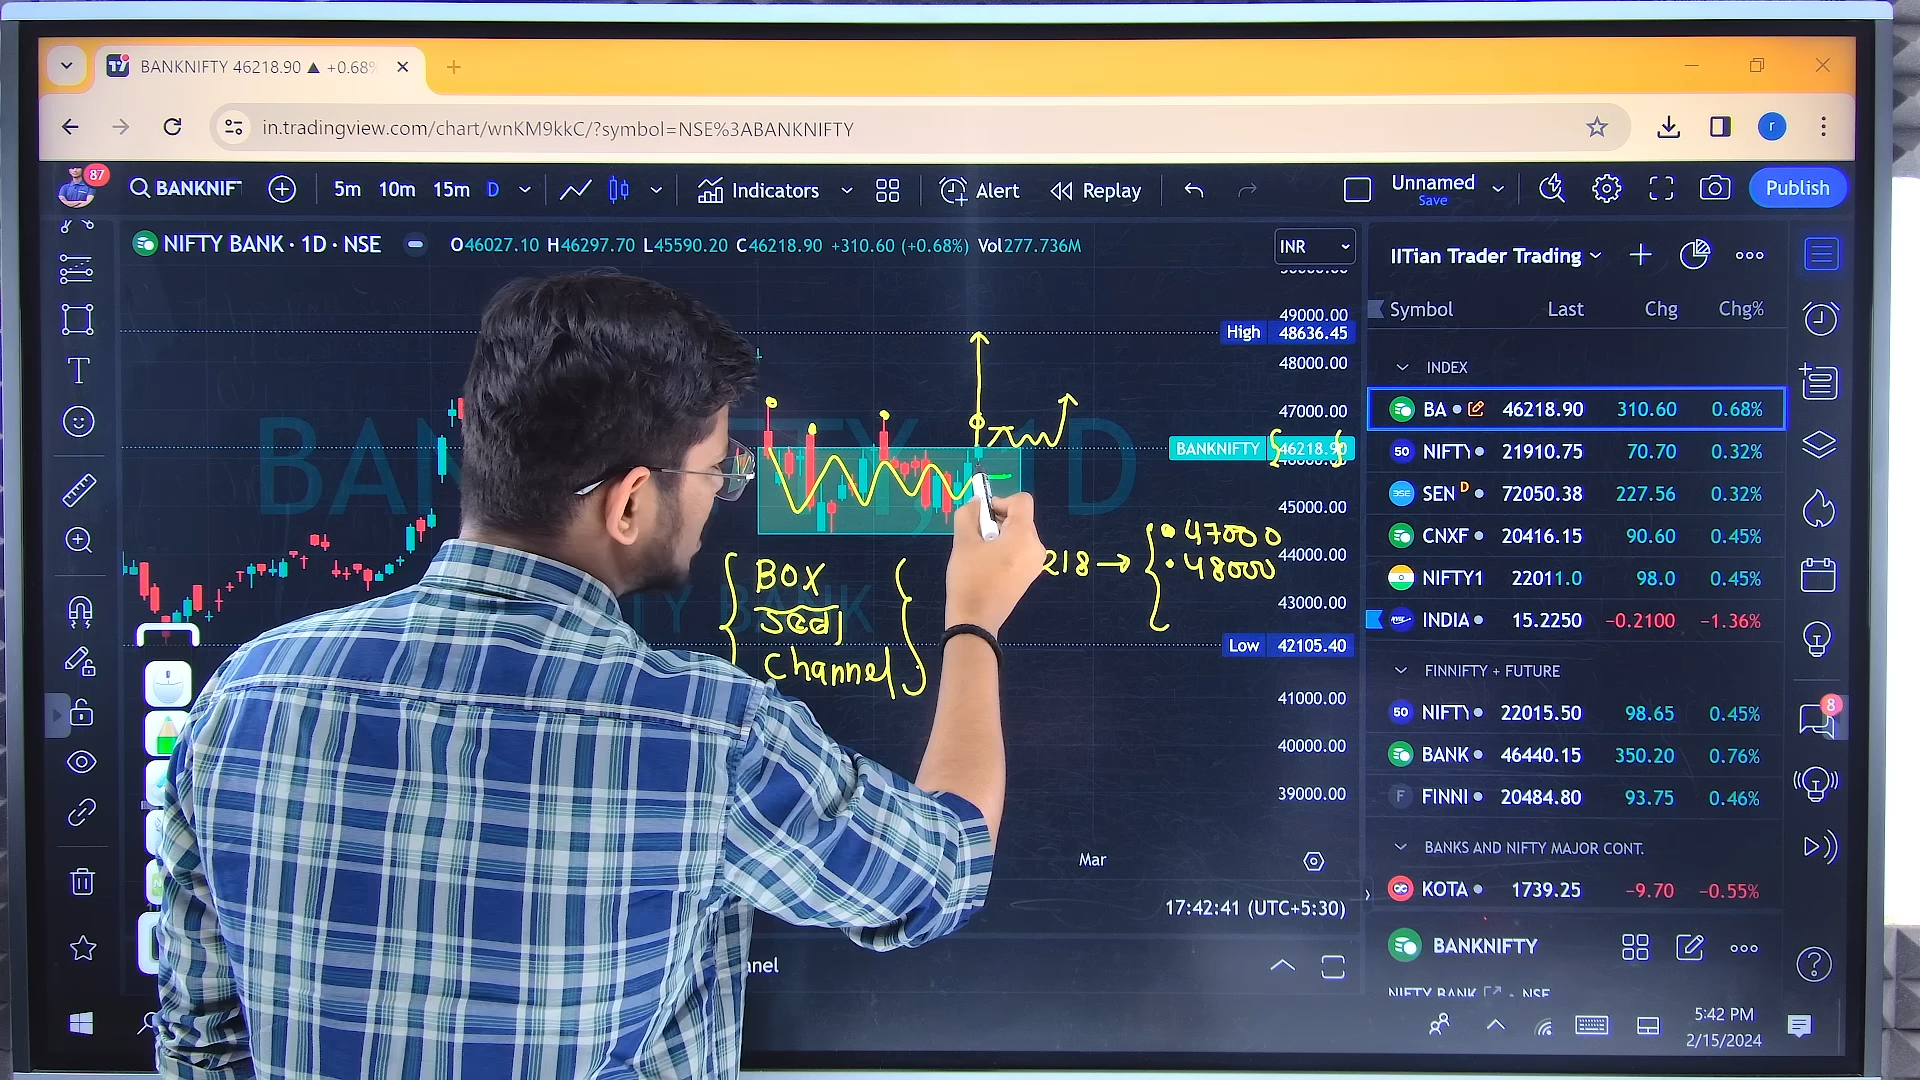 BANKNIFTY 46218.90 ▲ +0.68%
in.tradingview.com/chart/wnKM9kkC/?symbol=NSE%3ABANKNIFTY
87
BANKNIF
5m 10m 15m D
Indicators
Alert
Replay
Unnamed
Save
Publish
NIFTY BANK · 1D · NSE
O46027.10 H46297.70 L45590.20 C46218.90 +310.60 (+0.68%) Vol277.736M
INR
49000.00
High 48636.45
48000.00
47000.00
BANKNIFTY 46218.90
45000.00
44000.00
43000.00
Low 42105.40
41000.00
40000.00
39000.00
BOX
Channel
218 → { • 47000
• 48000
Mar
17:42:41 (UTC+5:30)
anel
IITian Trader Trading
Symbol Last Chg Chg%
INDEX
BA 46218.90 310.60 0.68%
50 NIFTY 21910.75 70.70 0.32%
BSE SEN D 72050.38 227.56 0.32%
CNXF 20416.15 90.60 0.45%
NIFTY1 22011.0 98.0 0.45%
INDIA 15.2250 −0.2100 −1.36%
FINNIFTY + FUTURE
50 NIFTY 22015.50 98.65 0.45%
BANK 46440.15 350.20 0.76%
F FINNI 20484.80 93.75 0.46%
BANKS AND NIFTY MAJOR CONT.
KOTA 1739.25 −9.70 −0.55%
BANKNIFTY
NIFTY BANK · NSE
8
5:42 PM
2/15/2024